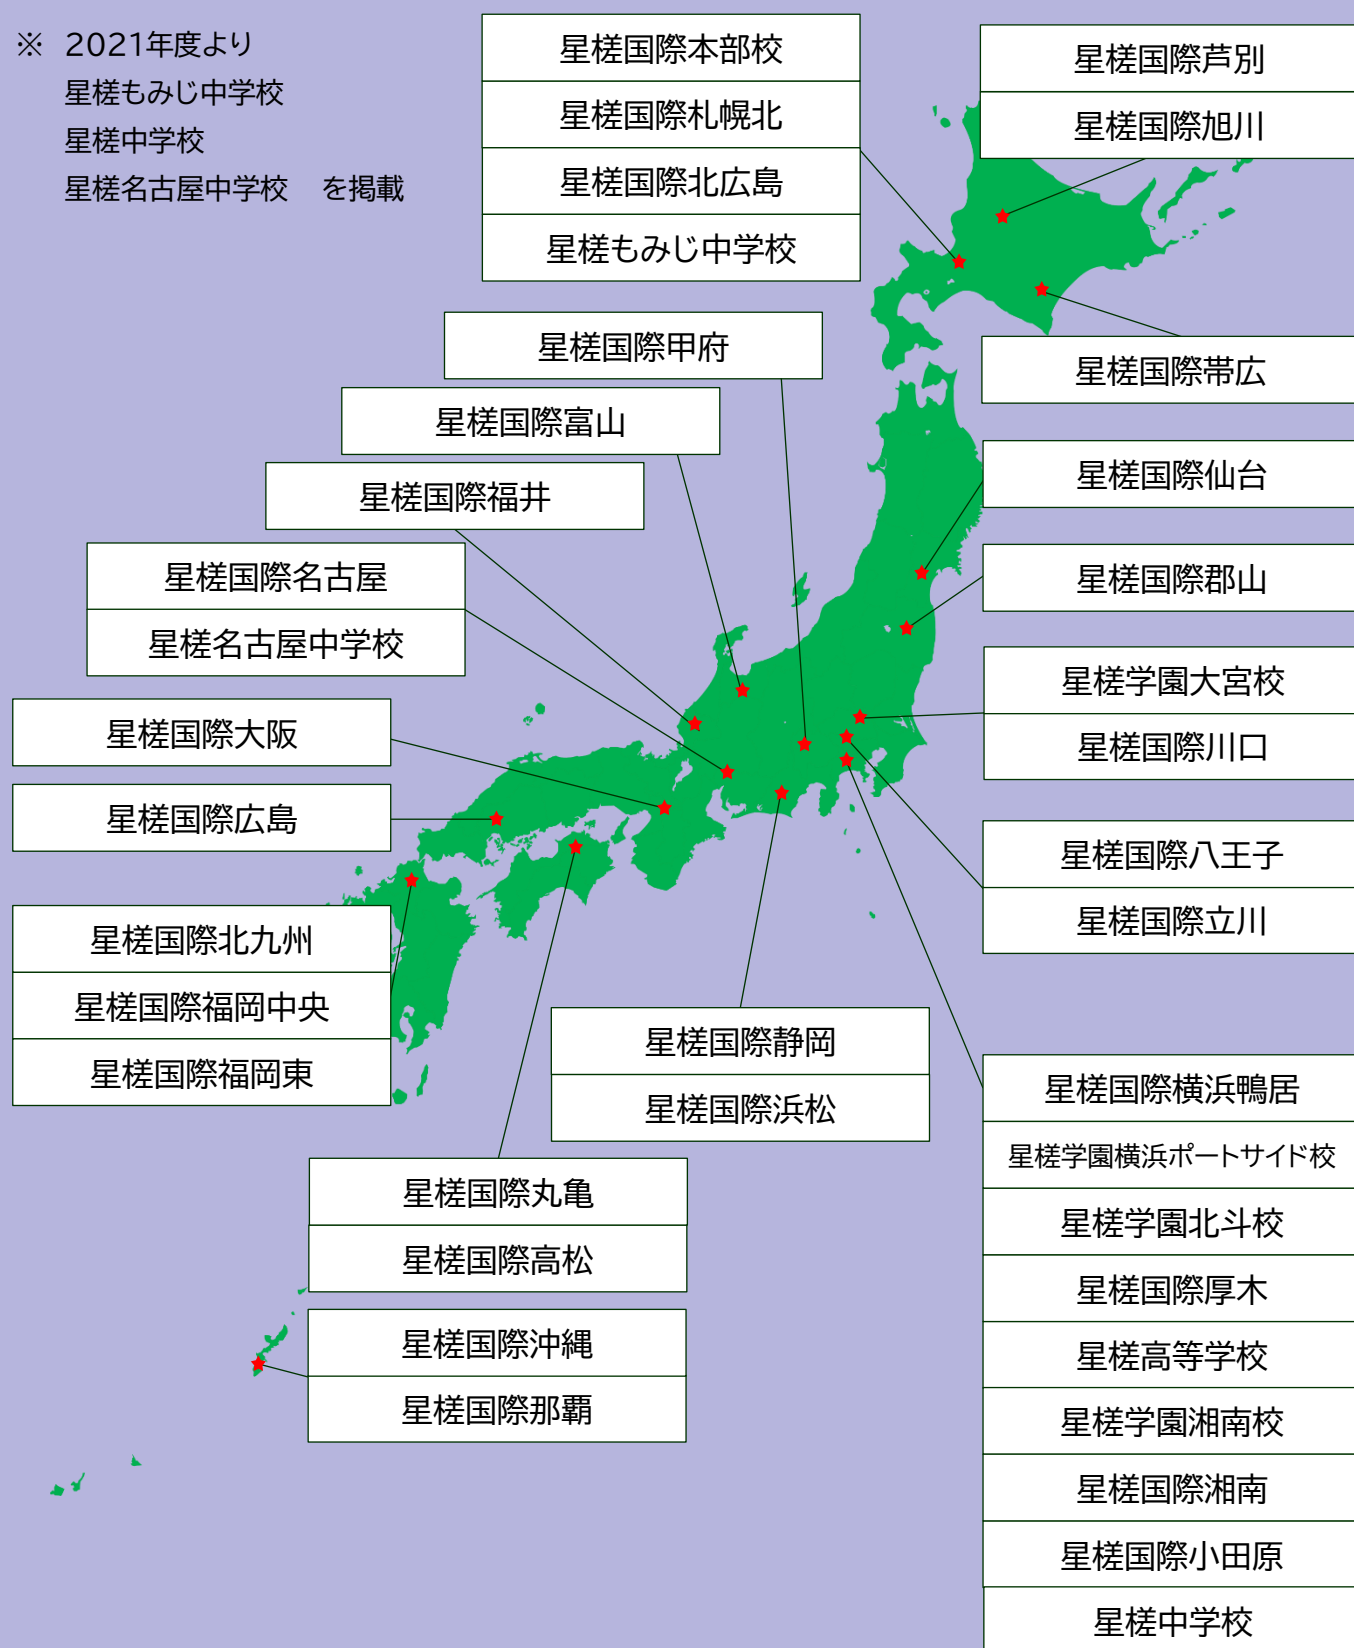 ※ 2021年度より
星槎もみじ中学校
星槎中学校
星槎名古屋中学校 を掲載
星槎国際本部校
星槎国際札幌北
星槎国際北広島
星槎もみじ中学校
星槎国際芦別
星槎国際旭川
星槎国際帯広
星槎国際甲府
星槎国際富山
星槎国際福井
星槎国際名古屋
星槎名古屋中学校
星槎国際大阪
星槎国際広島
星槎国際北九州
星槎国際福岡中央
星槎国際福岡東
星槎国際仙台
星槎国際郡山
星槎学園大宮校
星槎国際川口
星槎国際八王子
星槎国際立川
星槎国際静岡
星槎国際浜松
星槎国際丸亀
星槎国際高松
星槎国際沖縄
星槎国際那覇
星槎国際横浜鴨居
星槎学園横浜ポートサイド校
星槎学園北斗校
星槎国際厚木
星槎高等学校
星槎学園湘南校
星槎国際湘南
星槎国際小田原
星槎中学校